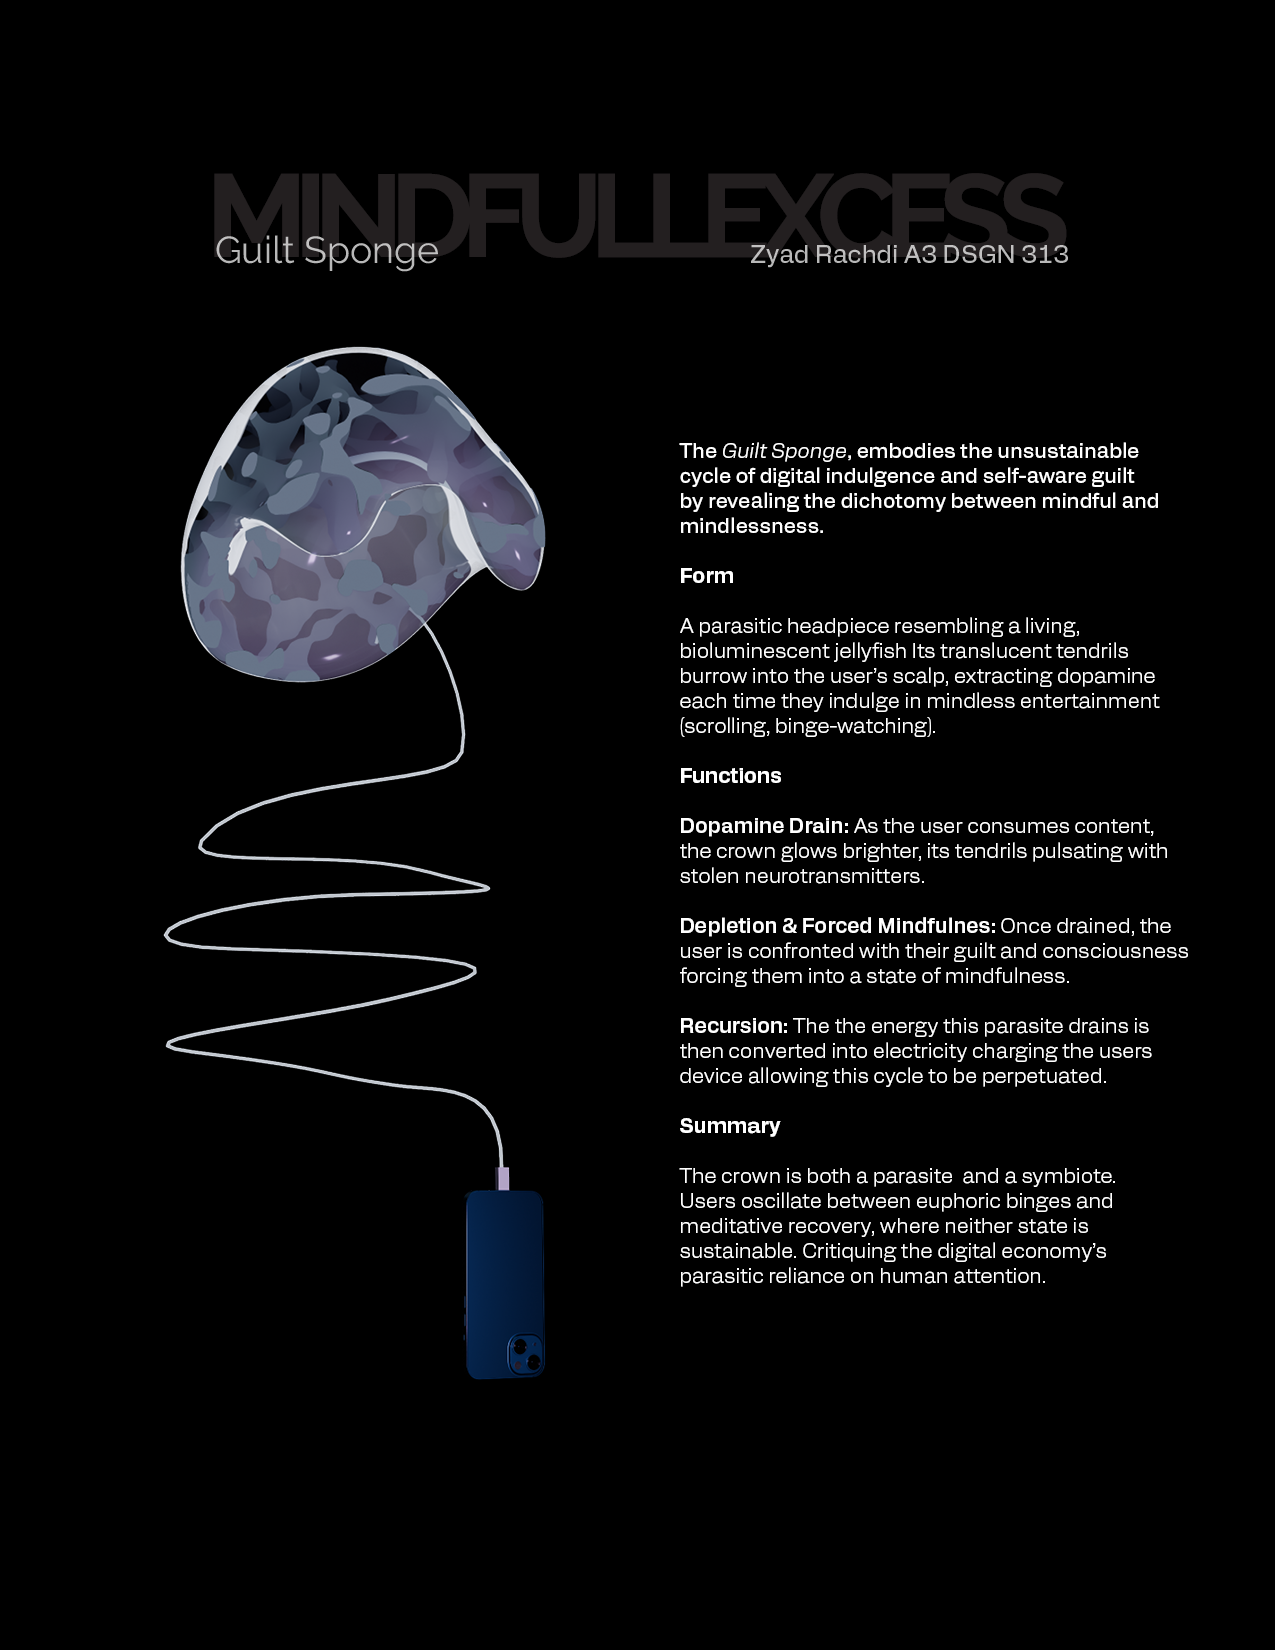 MINDFULLEXCESS
Guilt Sponge
Zyad Rachdi A3 DSGN 313
The Guilt Sponge, embodies the unsustainable
cycle of digital indulgence and self-aware guilt
by revealing the dichotomy between mindful and
mindlessness.
Form
A parasitic headpiece resembling a living,
bioluminescent jellyfish Its translucent tendrils
burrow into the user’s scalp, extracting dopamine
each time they indulge in mindless entertainment
(scrolling, binge-watching).
Functions
Dopamine Drain: As the user consumes content,
the crown glows brighter, its tendrils pulsating with
stolen neurotransmitters.
Depletion & Forced Mindfulnes: Once drained, the
user is confronted with their guilt and consciousness
forcing them into a state of mindfulness.
Recursion: The the energy this parasite drains is
then converted into electricity charging the users
device allowing this cycle to be perpetuated.
Summary
The crown is both a parasite  and a symbiote.
Users oscillate between euphoric binges and
meditative recovery, where neither state is
sustainable. Critiquing the digital economy’s
parasitic reliance on human attention.